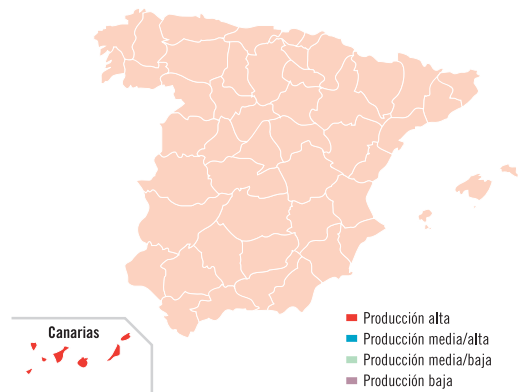 Canarias
Producción alta
Producción media/alta
Producción media/baja
Producción baja